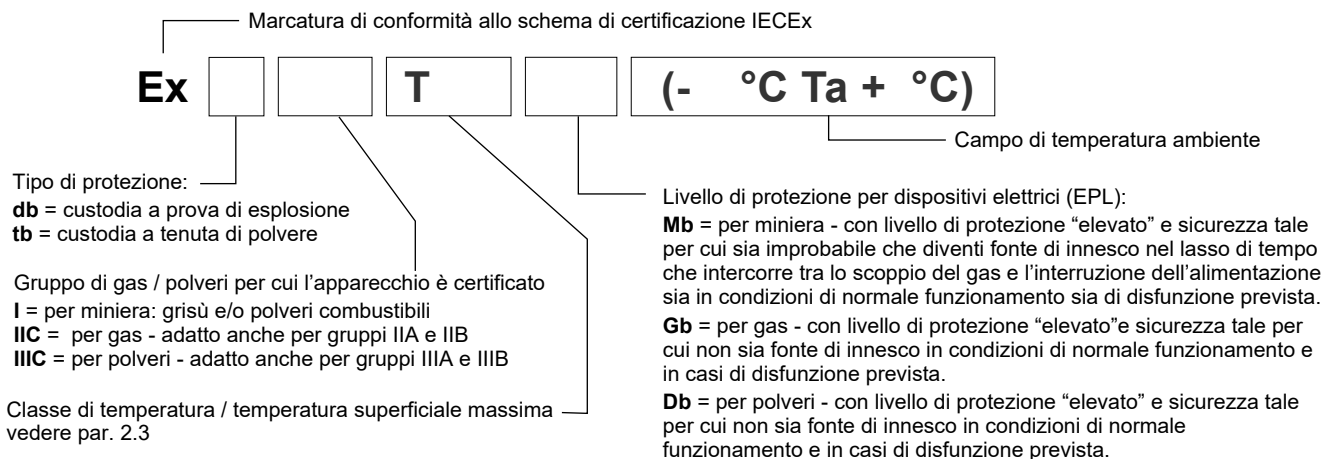 Marcatura di conformità allo schema di certificazione IECEx
Ex T (- °C Ta + °C)
Campo di temperatura ambiente
Tipo di protezione:
db = custodia a prova di esplosione
tb = custodia a tenuta di polvere
Gruppo di gas / polveri per cui l'apparecchio è certificato
I = per miniera: grisù e/o polveri combustibili
IIC = per gas - adatto anche per gruppi IIA e IIB
IIIC = per polveri - adatto anche per gruppi IIIA e IIIB
Classe di temperatura / temperatura superficiale massima
vedere par. 2.3
Livello di protezione per dispositivi elettrici (EPL):
Mb = per miniera - con livello di protezione “elevato” e sicurezza tale
per cui sia improbabile che diventi fonte di innesco nel lasso di tempo
che intercorre tra lo scoppio del gas e l'interruzione dell'alimentazione
sia in condizioni di normale funzionamento sia di disfunzione prevista.
Gb = per gas - con livello di protezione “elevato”e sicurezza tale per
cui non sia fonte di innesco in condizioni di normale funzionamento e
in casi di disfunzione prevista.
Db = per polveri - con livello di protezione “elevato” e sicurezza tale
per cui non sia fonte di innesco in condizioni di normale
funzionamento e in casi di disfunzione prevista.